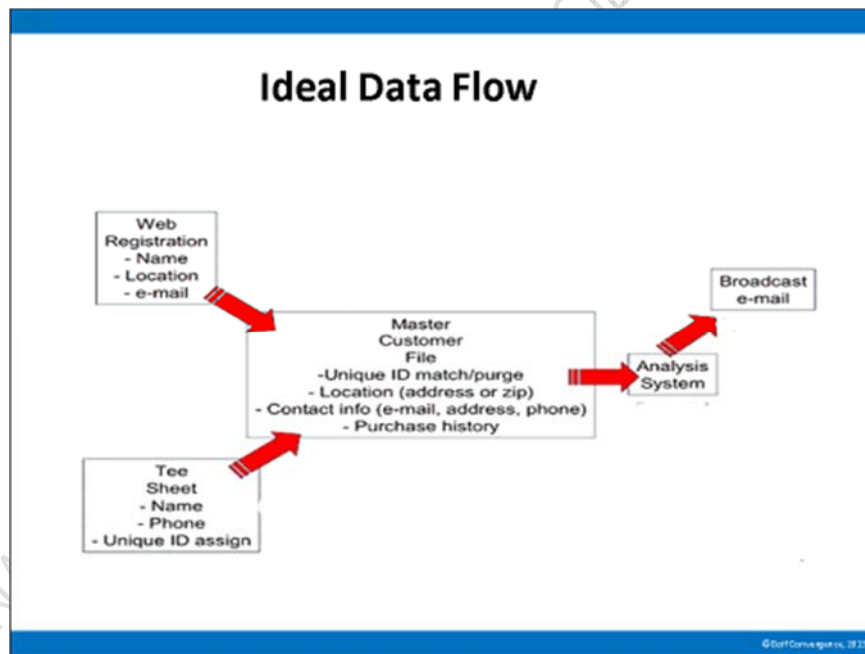 Ideal Data Flow
Web
Registration
- Name
- Location
- e-mail
Master
Customer
File
-Unique ID match/purge
- Location (address or zip)
- Contact info (e-mail, address, phone)
- Purchase history
Tee
Sheet
- Name
- Phone
- Unique ID assign
Analysis
System
Broadcast
e-mail